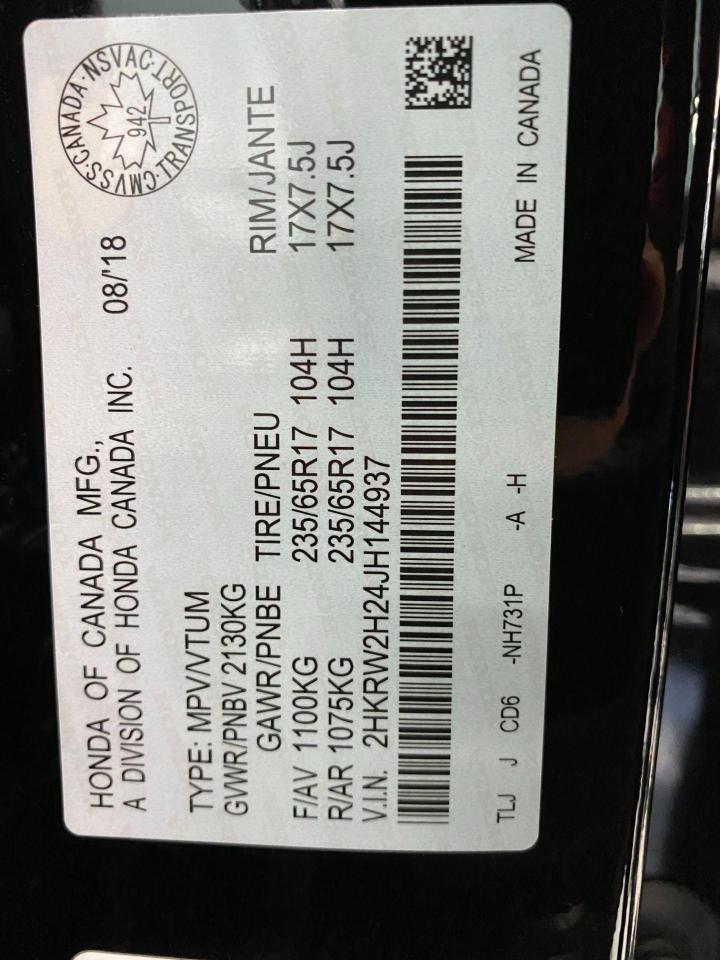 HONDA OF CANADA MFG.,
A DIVISION OF HONDA CANADA INC. 08/'18
CMVSS·CANADA·NSVAC·TRANSPORT
942
TYPE: MPV/VTUM
GVWR/PNBV 2130KG
GAWR/PNBE TIRE/PNEU RIM/JANTE
F/AV 1100KG 235/65R17 104H 17X7.5J
R/AR 1075KG 235/65R17 104H 17X7.5J
V.I.N. 2HKRW2H24JH144937
TLJ J CD6 -NH731P -A -H MADE IN CANADA